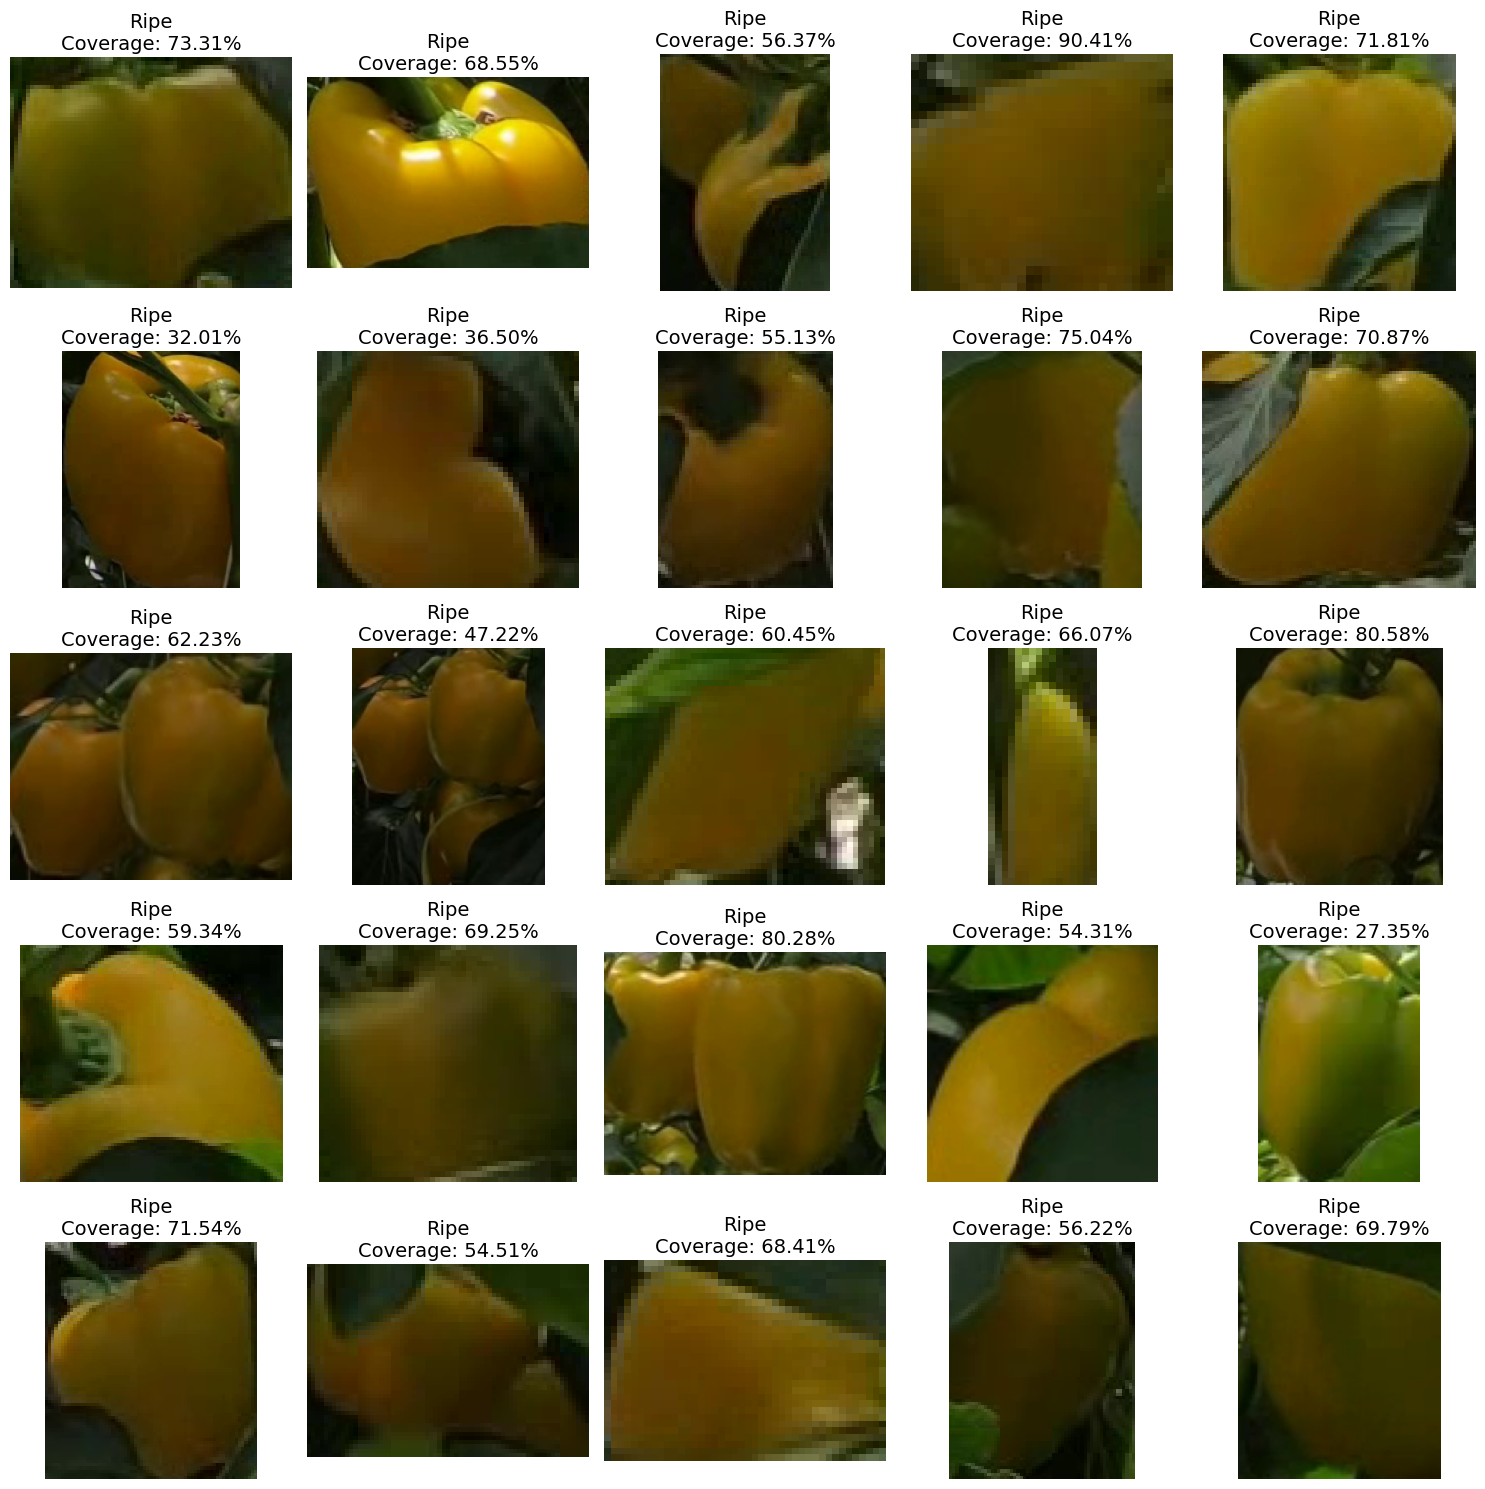 Ripe
Coverage: 73.31%
Ripe
Coverage: 68.55%
Ripe
Coverage: 56.37%
Ripe
Coverage: 90.41%
Ripe
Coverage: 71.81%
Ripe
Coverage: 32.01%
Ripe
Coverage: 36.50%
Ripe
Coverage: 55.13%
Ripe
Coverage: 75.04%
Ripe
Coverage: 70.87%
Ripe
Coverage: 62.23%
Ripe
Coverage: 47.22%
Ripe
Coverage: 60.45%
Ripe
Coverage: 66.07%
Ripe
Coverage: 80.58%
Ripe
Coverage: 59.34%
Ripe
Coverage: 69.25%
Ripe
Coverage: 80.28%
Ripe
Coverage: 54.31%
Ripe
Coverage: 27.35%
Ripe
Coverage: 71.54%
Ripe
Coverage: 54.51%
Ripe
Coverage: 68.41%
Ripe
Coverage: 56.22%
Ripe
Coverage: 69.79%